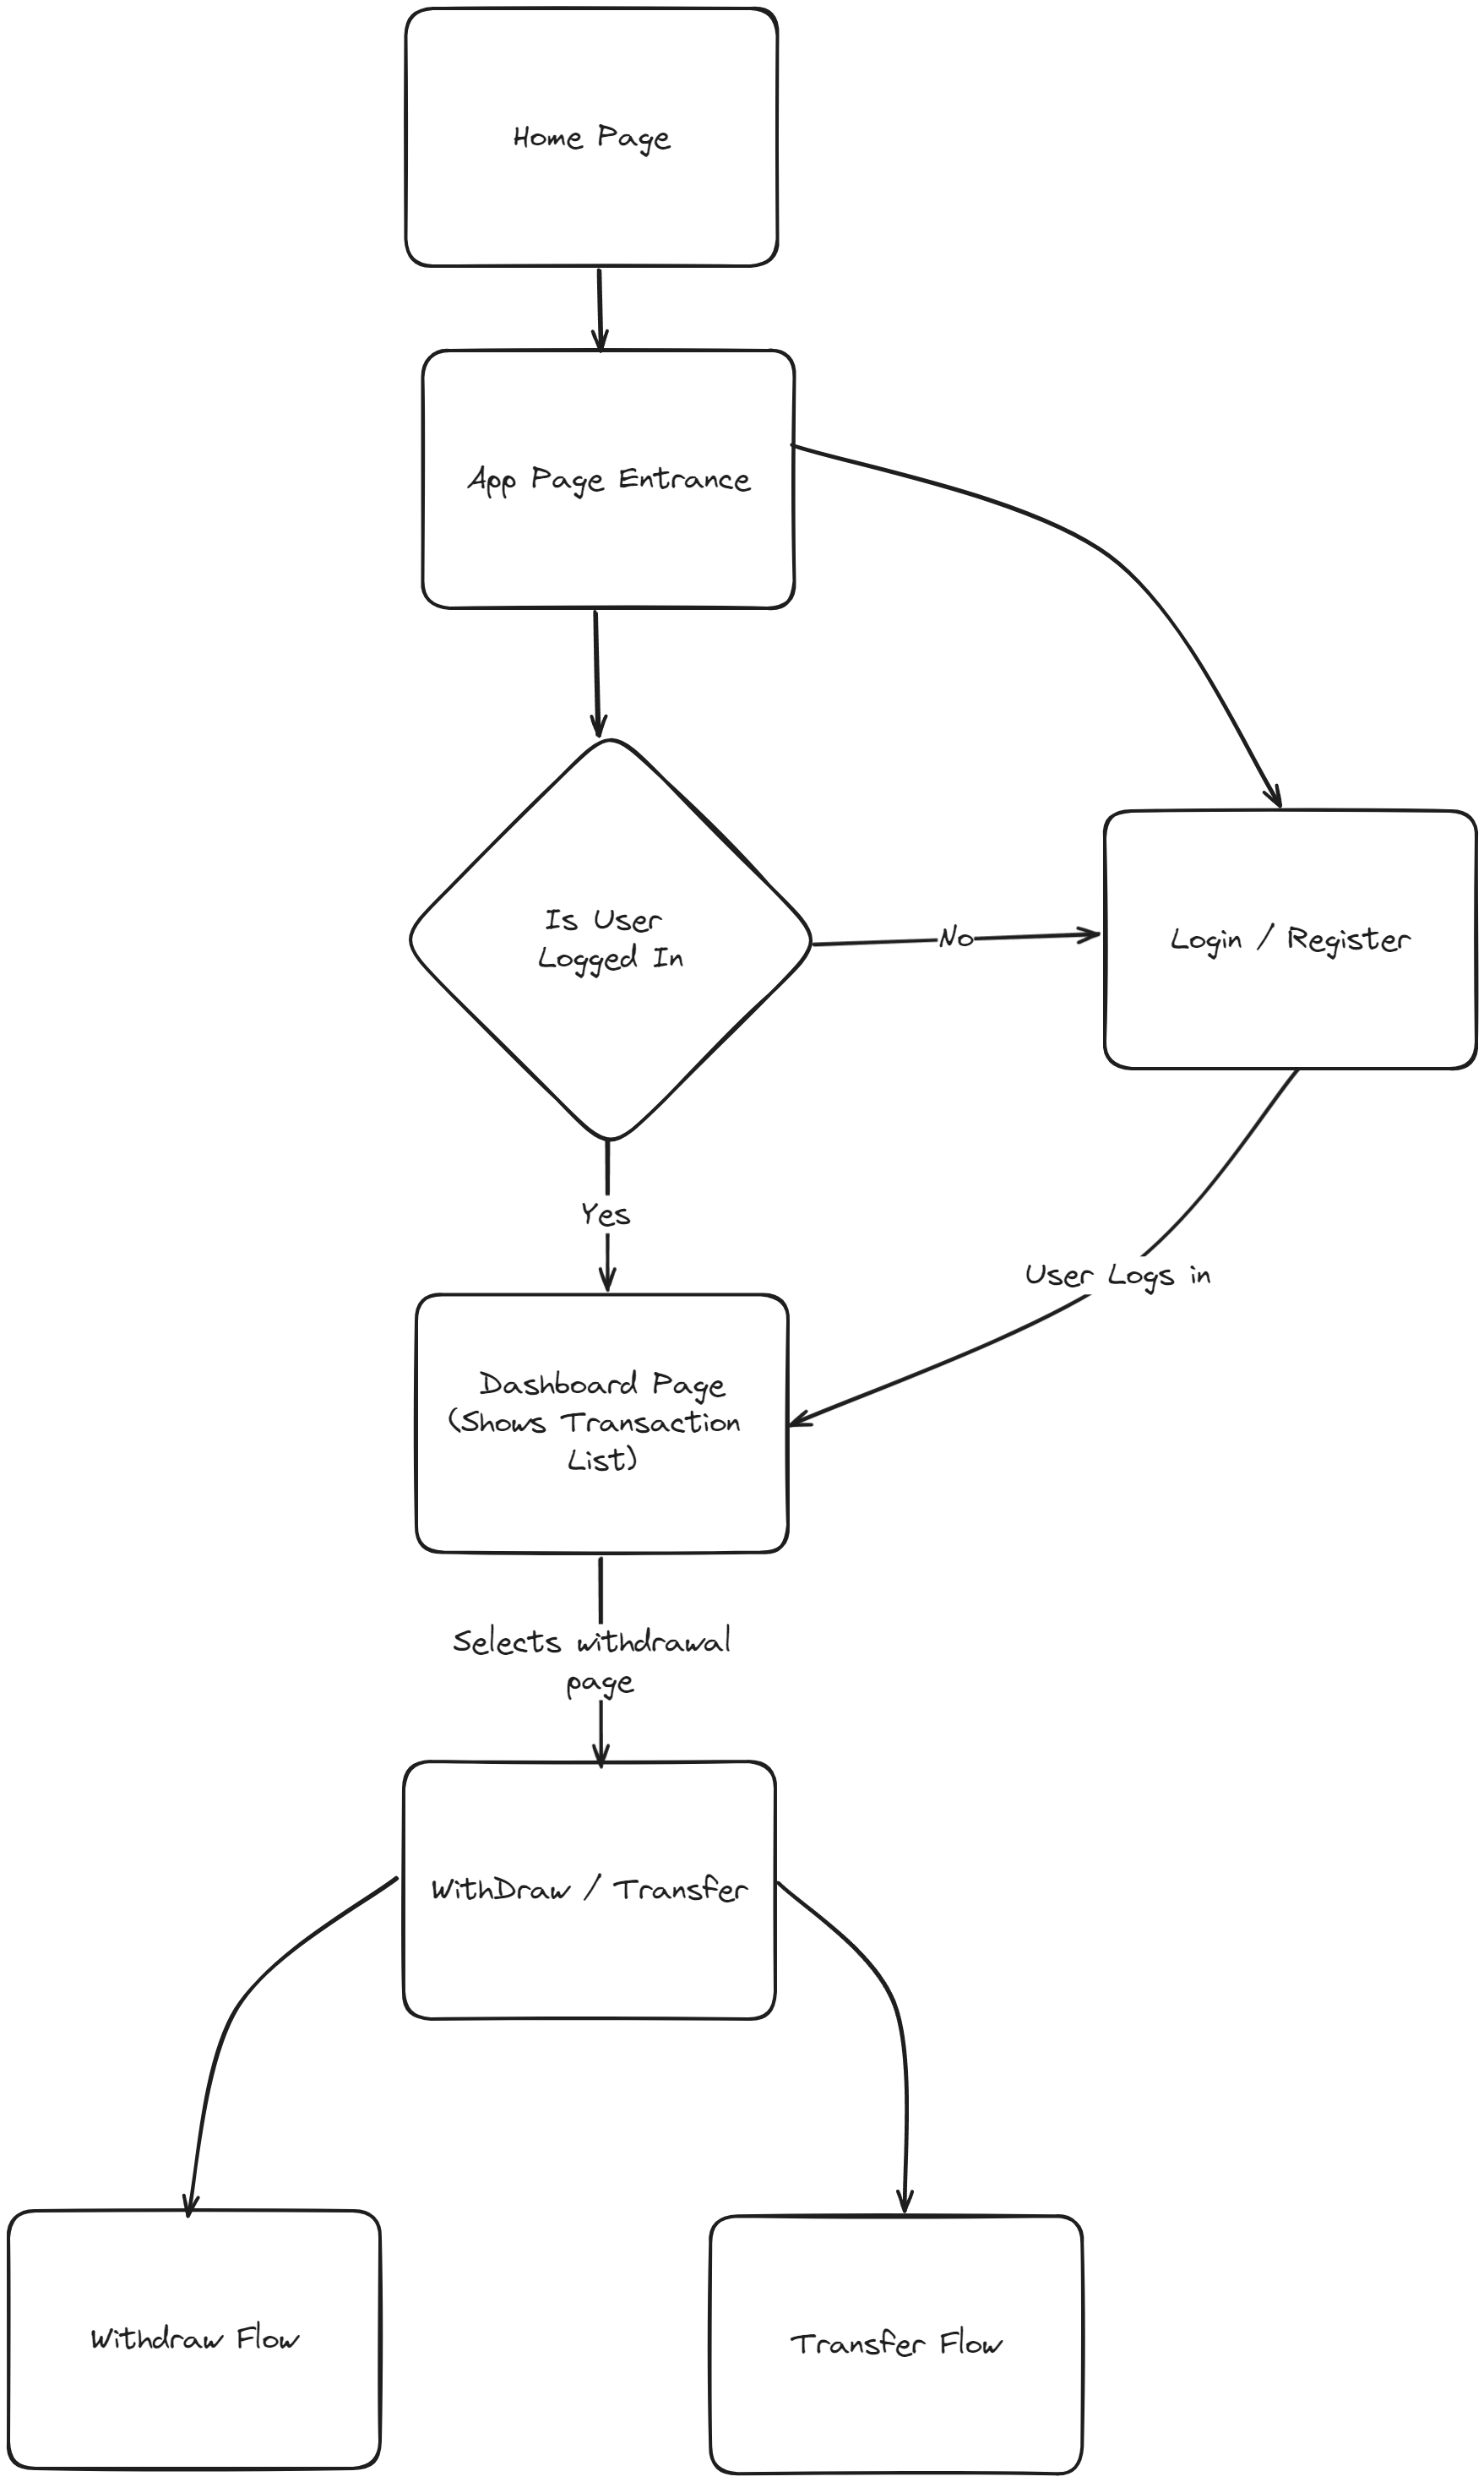 Home Page
App Page Entrance
Is User
Logged In
No
Login / Register
Yes
User Logs in
Dashboard Page
(Shows Transaction
List)
Selects withdrawal
page
WithDraw / Transfer
Withdraw Flow
Transfer Flow